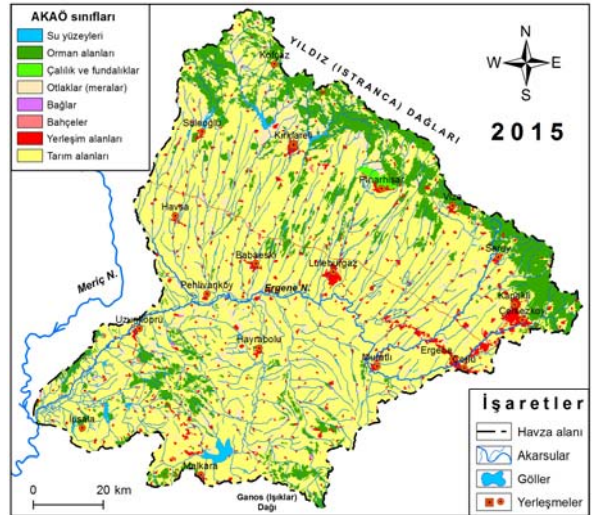 AKAÖ sınıfları
Su yüzeyleri
Orman alanları
Çalılık ve fundalıklar
Otlaklar (meralar)
Bağlar
Bahçeler
Yerleşim alanları
Tarım alanları
N
W E
S
2015
YILDIZ (ISTRANCA) DAĞLARI
Kofçaz
Süleoğlu
Kırklareli
Pınarhisar
Vize
Havsa
Babaeski
Lüleburgaz
Saray
Meriç N.
Pehlivanköy
Ergene N.
Kapaklı
Çerkezköy
Uzunköprü
Hayrabolu
Muratlı
Ergene
Çorlu
İpsala
Malkara
Ganos (Işıklar)
Dağı
0 20 km
İşaretler
Havza alanı
Akarsular
Göller
Yerleşmeler